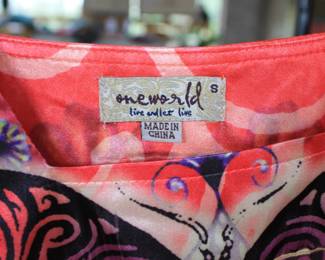 oneworld
S
live and let live
MADE IN
CHINA